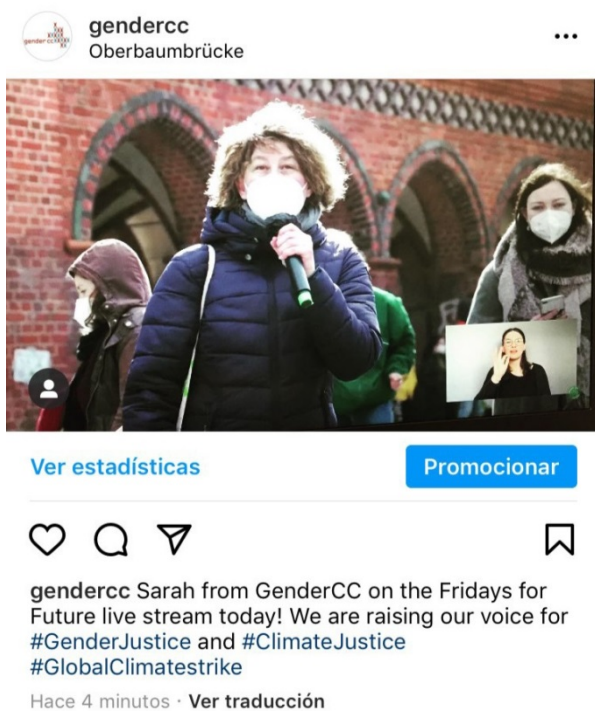 gendercc
gendercc
Oberbaumbrücke
Ver estadísticas
Promocionar
gendercc Sarah from GenderCC on the Fridays for
Future live stream today! We are raising our voice for
#GenderJustice and #ClimateJustice
#GlobalClimatestrike
Hace 4 minutos · Ver traducción